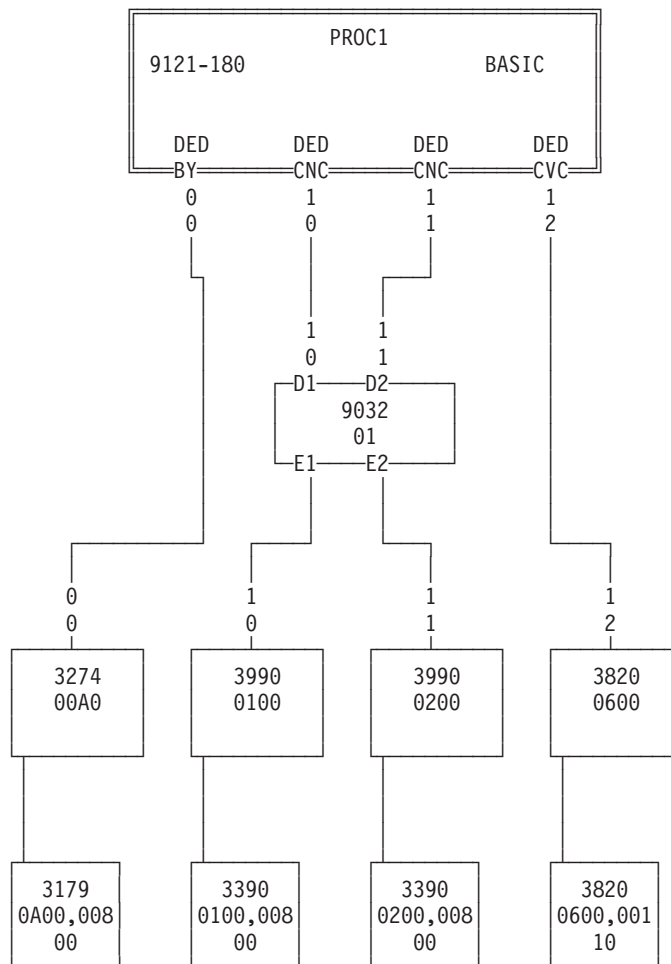 PROC1
9121-180 BASIC
DED DED DED DED
BY CNC CNC CVC
0 1 1 1
0 0 1 2
1 1
0 1
D1 D2
9032
01
E1 E2
0 1 1 1
0 0 1 2
3274 3990 3990 3820
00A0 0100 0200 0600
3179 3390 3390 3820
0A00,008 0100,008 0200,008 0600,001
00 00 00 10